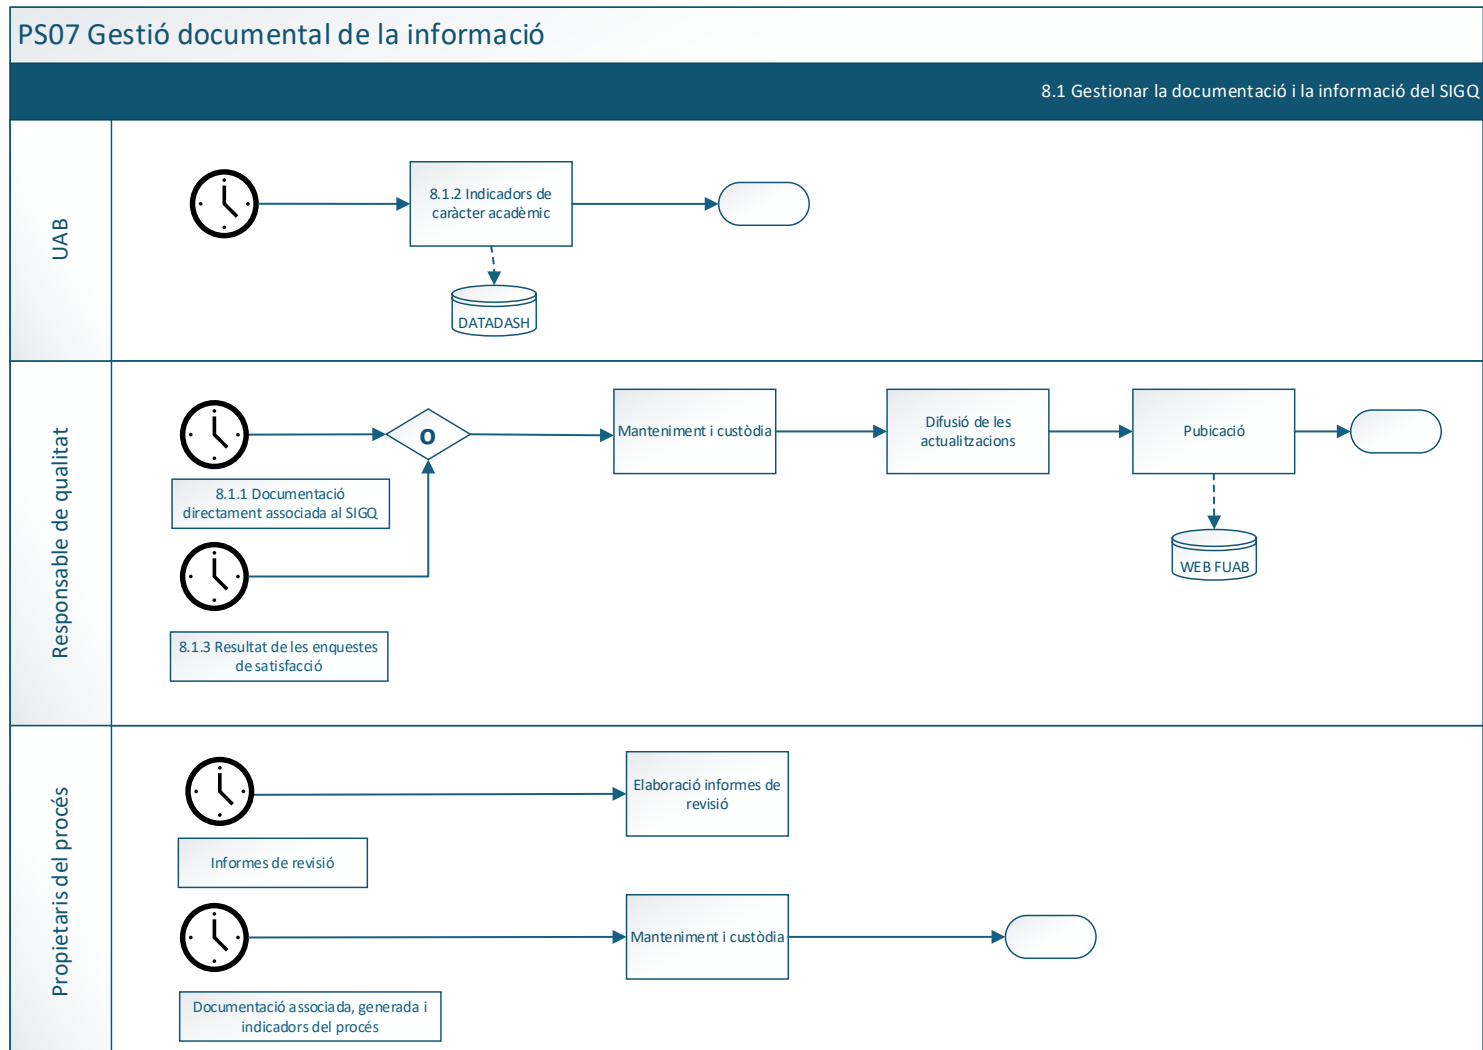 PS07 Gestió documental de la informació
8.1 Gestionar la documentació i la informació del SIGQ
UAB
8.1.2 Indicadors de
caràcter acadèmic
DATADASH
Responsable de qualitat
O
Manteniment i custòdia
Difusió de les
actualitzacions
Pubicació
8.1.1 Documentació
directament associada al SIGQ
WEB FUAB
8.1.3 Resultat de les enquestes
de satisfacció
Propietaris del procés
Elaboració informes de
revisió
Informes de revisió
Manteniment i custòdia
Documentació associada, generada i
indicadors del procés